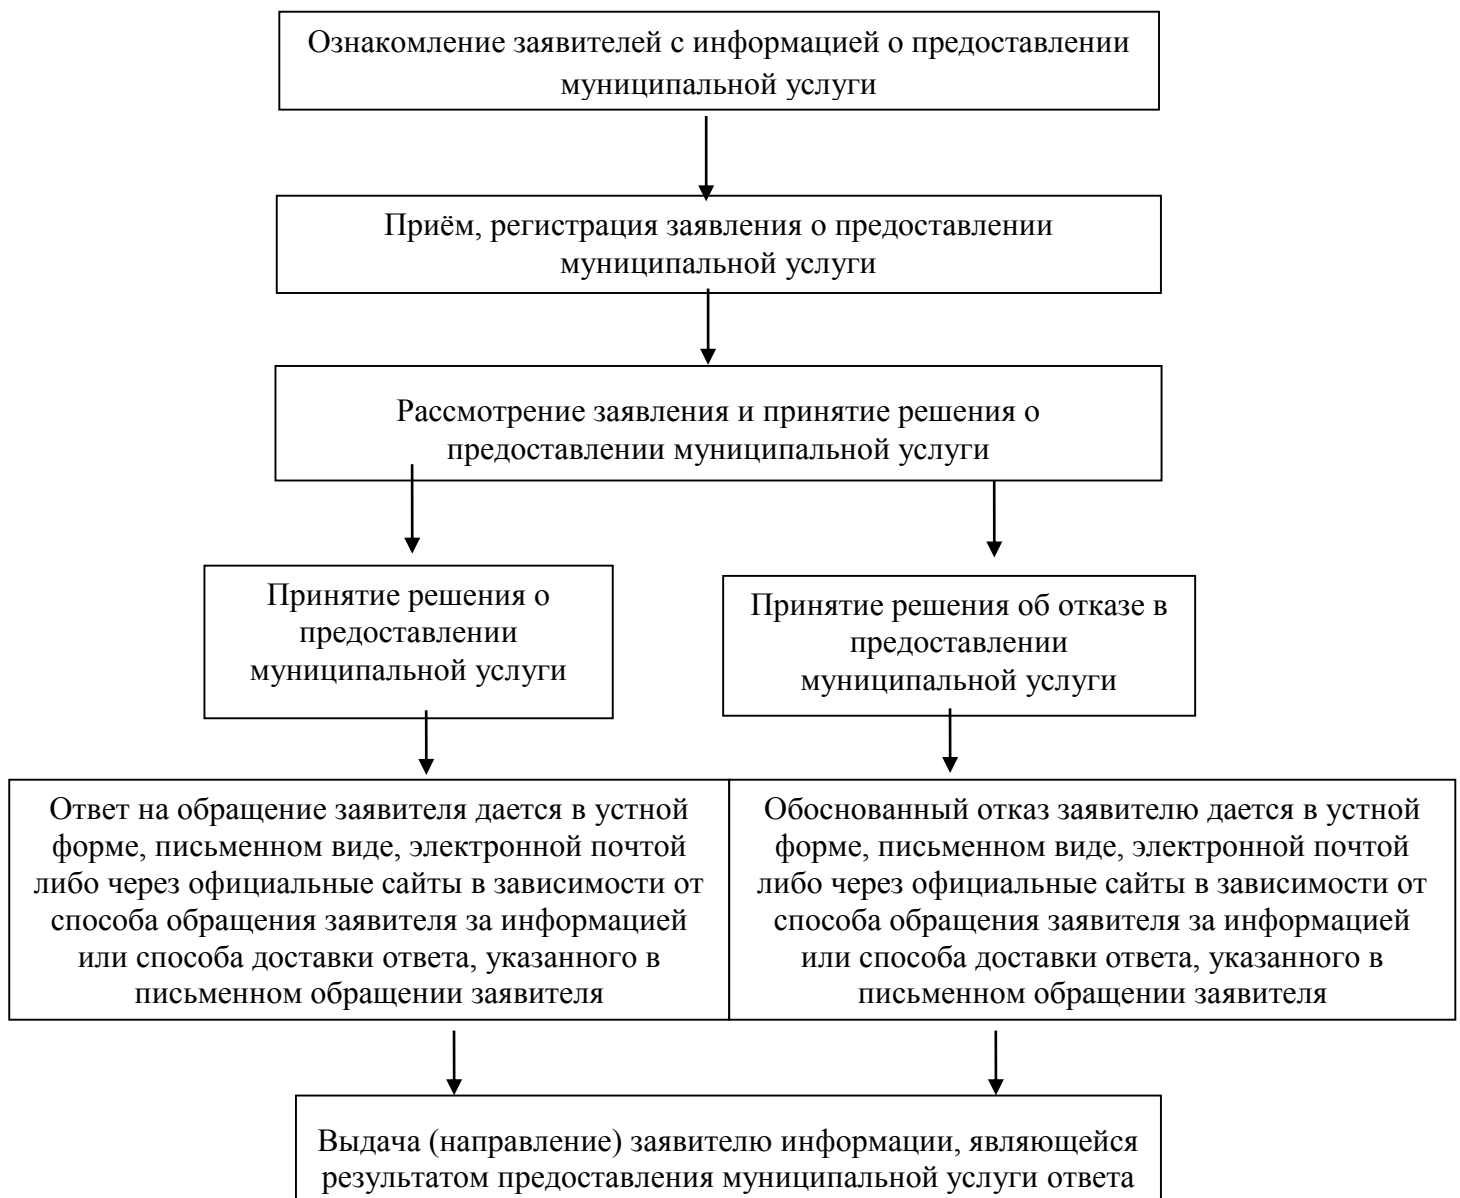 Ознакомление заявителей с информацией о предоставлении
муниципальной услуги
Приём, регистрация заявления о предоставлении
муниципальной услуги
Рассмотрение заявления и принятие решения о
предоставлении муниципальной услуги
Принятие решения о
предоставлении
муниципальной услуги
Принятие решения об отказе в
предоставлении
муниципальной услуги
Ответ на обращение заявителя дается в устной
форме, письменном виде, электронной почтой
либо через официальные сайты в зависимости от
способа обращения заявителя за информацией
или способа доставки ответа, указанного в
письменном обращении заявителя
Обоснованный отказ заявителю дается в устной
форме, письменном виде, электронной почтой
либо через официальные сайты в зависимости от
способа обращения заявителя за информацией
или способа доставки ответа, указанного в
письменном обращении заявителя
Выдача (направление) заявителю информации, являющейся
результатом предоставления муниципальной услуги ответа